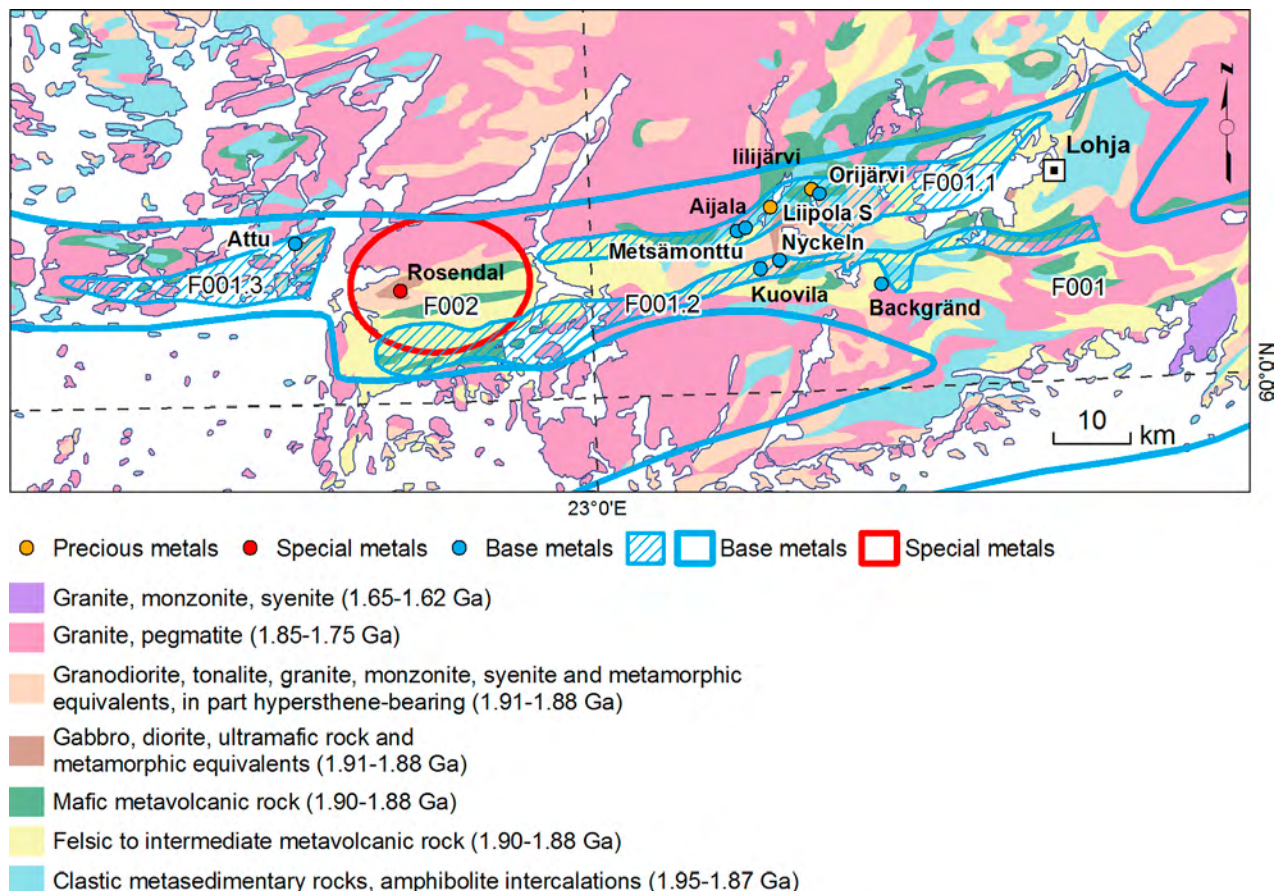 z
Lohja
Iilijärvi
Orijärvi
F001.1
Aijala
Liipola S
Attu
Metsämonttu
Nyckeln
Rosendal
F001.3
F002
F001.2
Kuovila
Backgränd
F001
60°0'N
10
km
23°0'E
Precious metals
Special metals
Base metals
Base metals
Special metals
Granite, monzonite, syenite (1.65-1.62 Ga)
Granite, pegmatite (1.85-1.75 Ga)
Granodiorite, tonalite, granite, monzonite, syenite and metamorphic
equivalents, in part hypersthene-bearing (1.91-1.88 Ga)
Gabbro, diorite, ultramafic rock and
metamorphic equivalents (1.91-1.88 Ga)
Mafic metavolcanic rock (1.90-1.88 Ga)
Felsic to intermediate metavolcanic rock (1.90-1.88 Ga)
Clastic metasedimentary rocks, amphibolite intercalations (1.95-1.87 Ga)